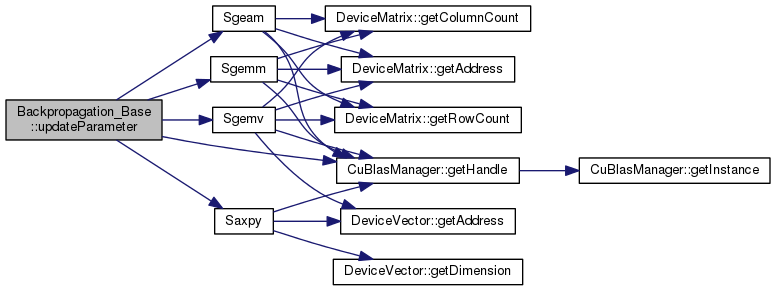 Backpropagation_Base
::updateParameter
Sgeam
Sgemm
Sgemv
Saxpy
DeviceMatrix::getColumnCount
DeviceMatrix::getAddress
DeviceMatrix::getRowCount
CuBlasManager::getHandle
DeviceVector::getAddress
DeviceVector::getDimension
CuBlasManager::getInstance